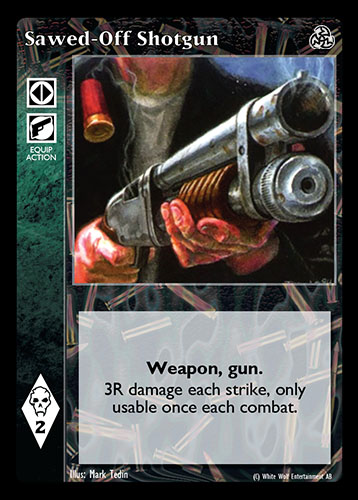 Sawed-Off Shotgun
EQUIP
ACTION
Weapon, gun.
3R damage each strike, only
usable once each combat.
2
Illus: Mark Tedin
(C) White Wolf Entertainment AB